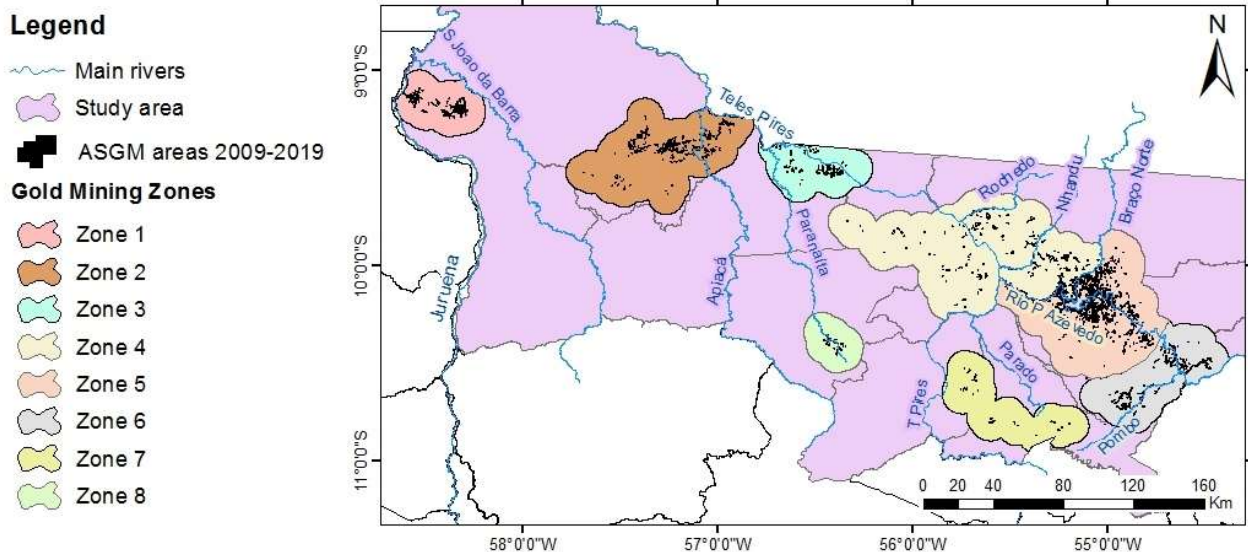 Legend
Main rivers
Study area
ASGM areas 2009-2019
Gold Mining Zones
Zone 1
Zone 2
Zone 3
Zone 4
Zone 5
Zone 6
Zone 7
Zone 8
N
S Joao da Barra
Teles Pires
Rochedo
Nhandu
Braço Norte
Paranaíta
Apiacá
Juruena
Rio P Azevedo
Parado
T Pires
Pombo
9°0'0"S
10°0'0"S
11°0'0"S
0 20 40 80 120 160
Km
58°0'0"W 57°0'0"W 56°0'0"W 55°0'0"W